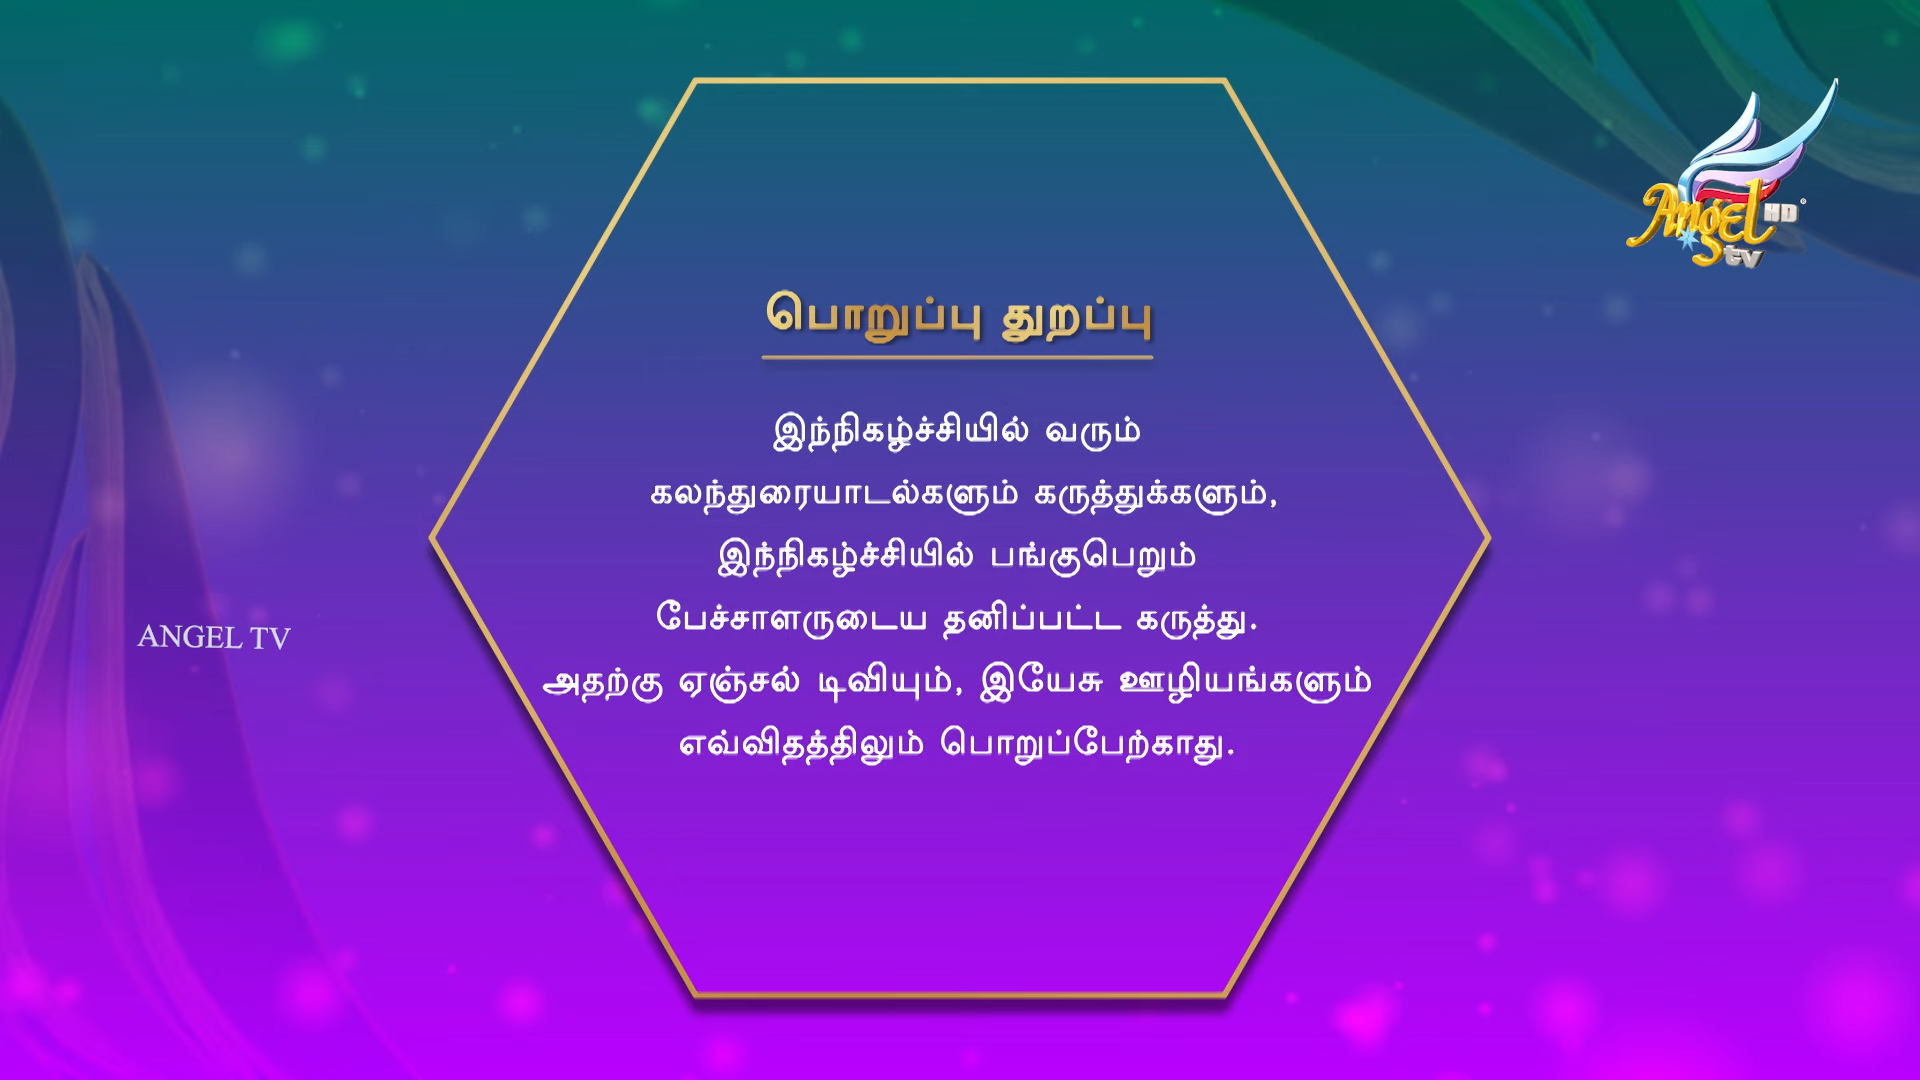 Angel HD
tv
பொறுப்பு துறப்பு
இந்நிகழ்ச்சியில் வரும்
கலந்துரையாடல்களும் கருத்துக்களும்,
இந்நிகழ்ச்சியில் பங்குபெறும்
பேச்சாளருடைய தனிப்பட்ட கருத்து.
அதற்கு ஏஞ்சல் டிவியும், இயேசு ஊழியங்களும்
எவ்விதத்திலும் பொறுப்பேற்காது.
ANGEL TV